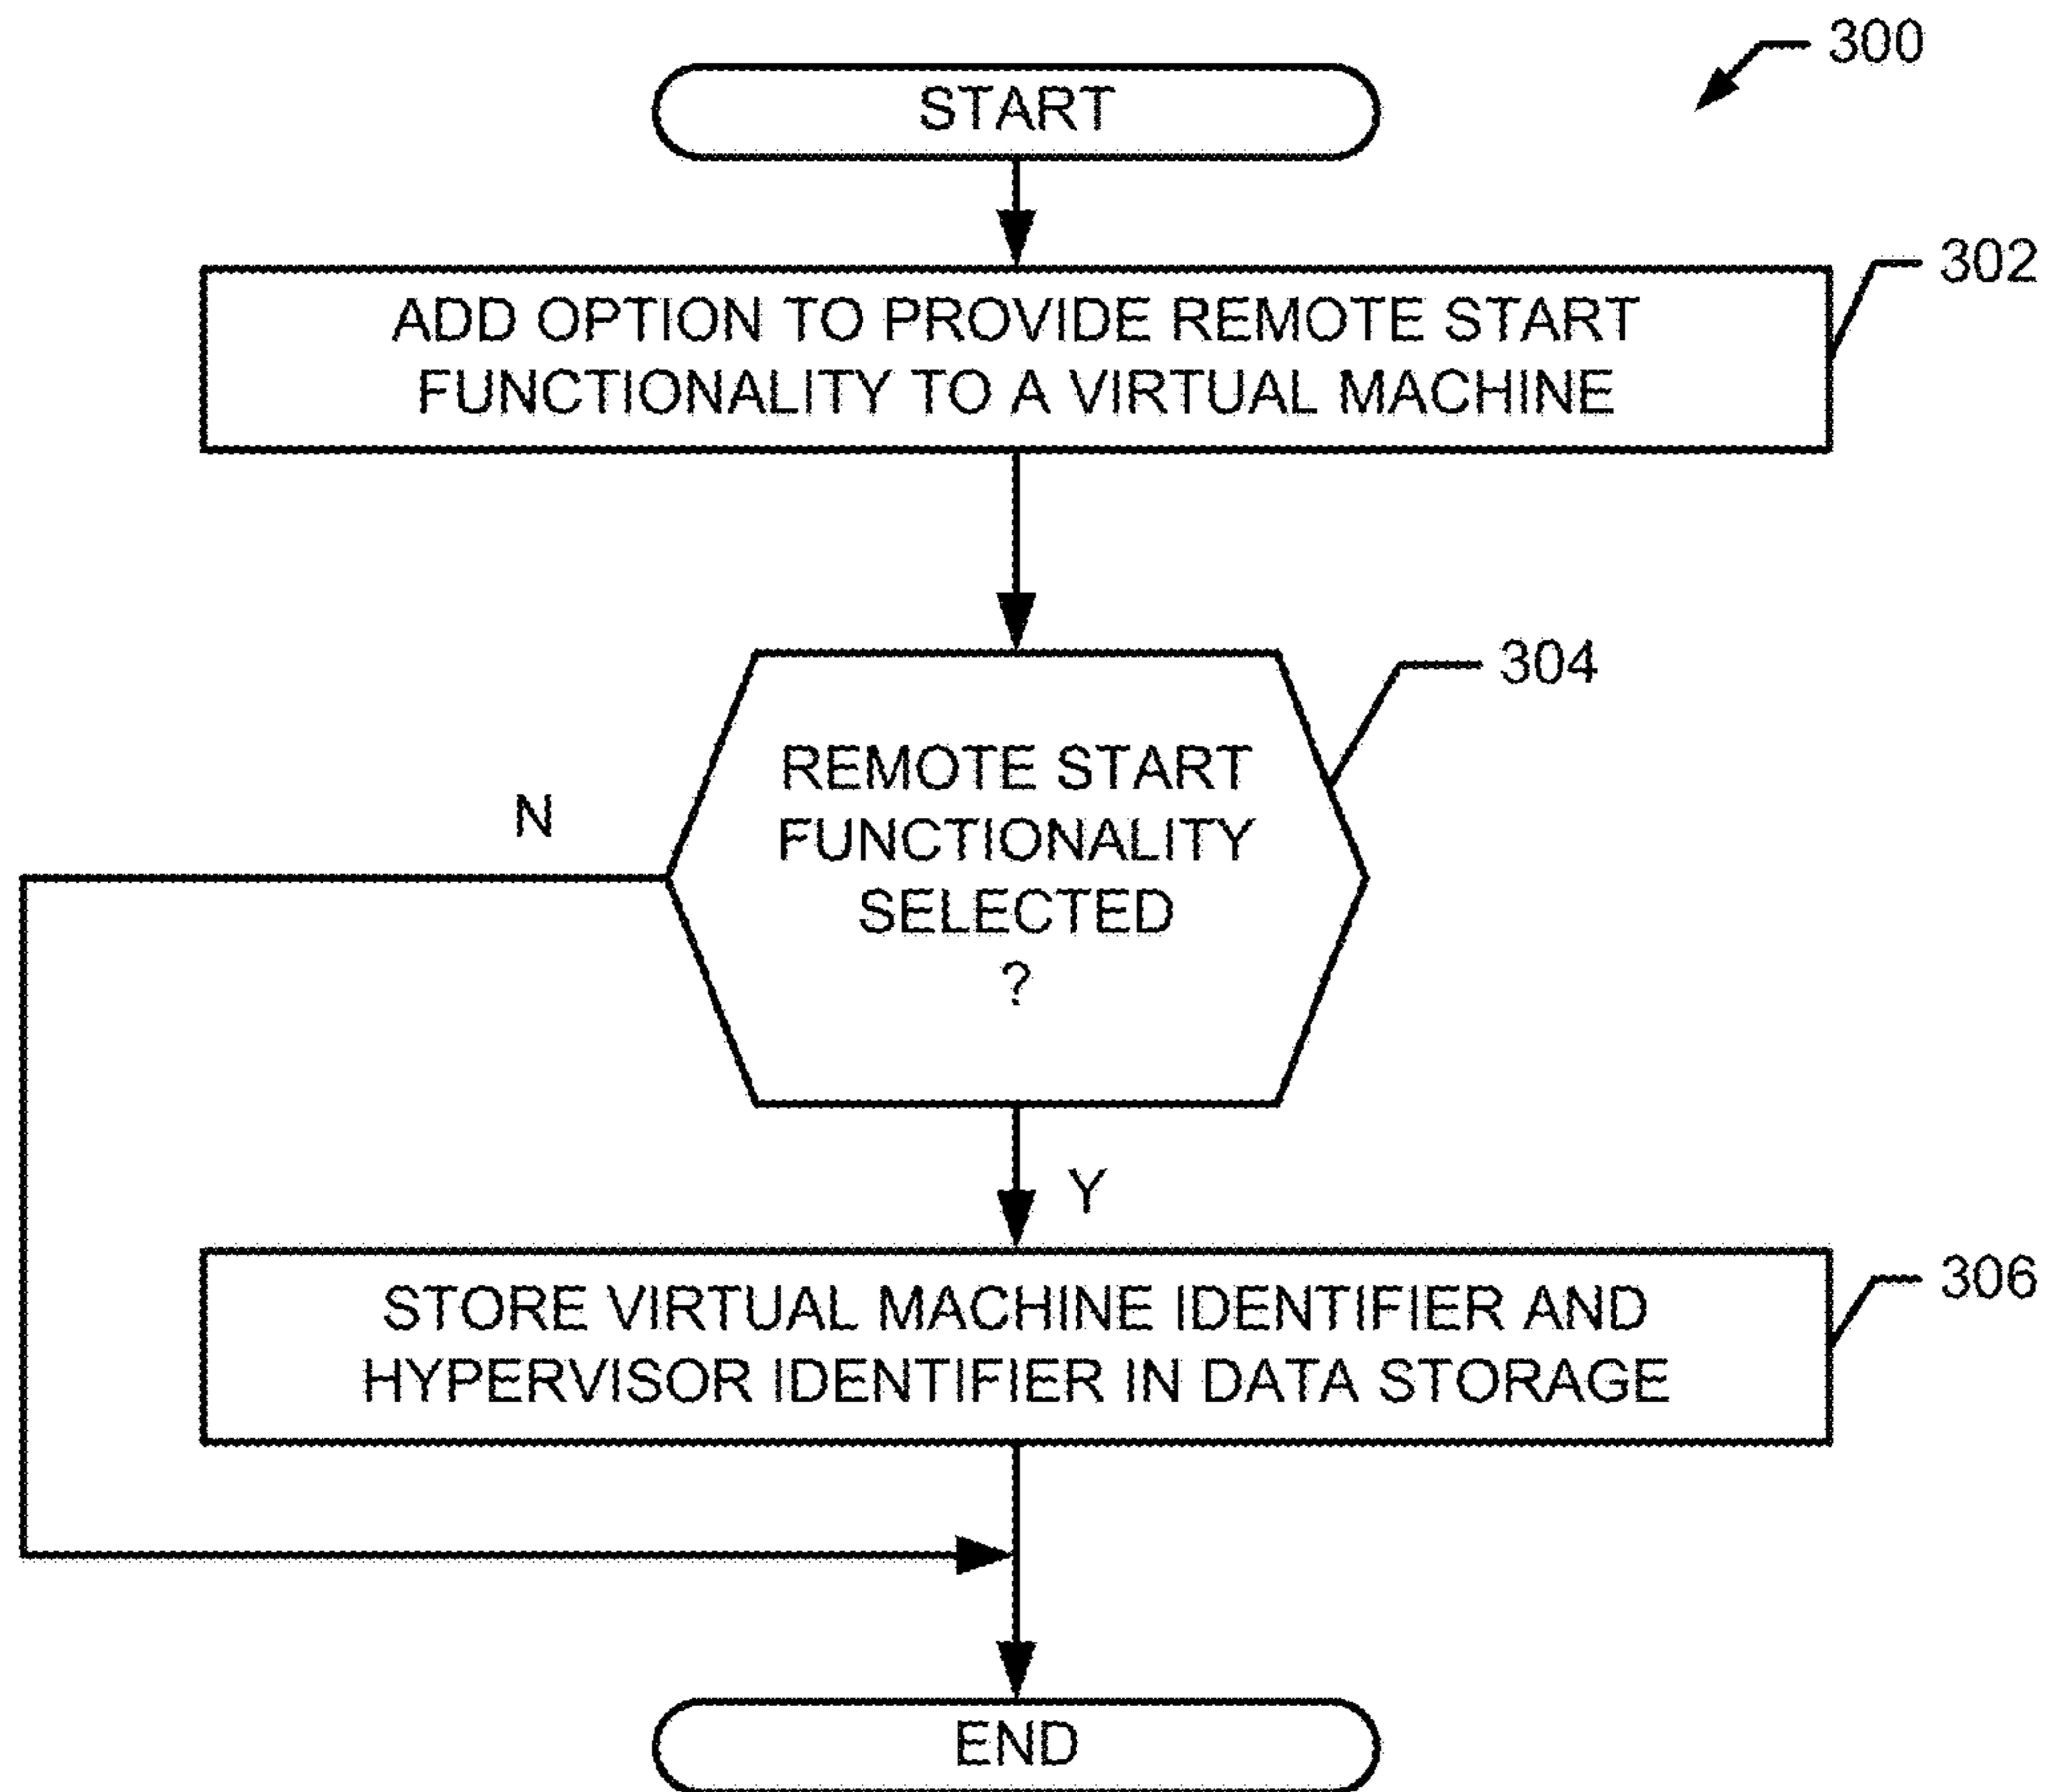 300
START
302
ADD OPTION TO PROVIDE REMOTE START
FUNCTIONALITY TO A VIRTUAL MACHINE
304
REMOTE START
FUNCTIONALITY
SELECTED
?
N
Y
306
STORE VIRTUAL MACHINE IDENTIFIER AND
HYPERVISOR IDENTIFIER IN DATA STORAGE
END